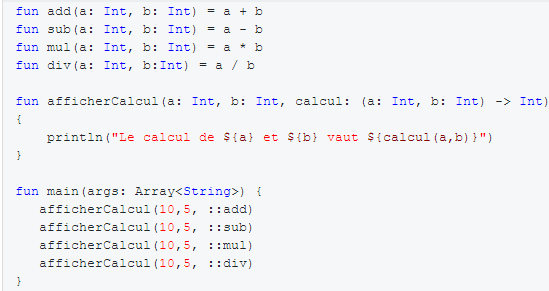 fun add(a: Int, b: Int) = a + b
fun sub(a: Int, b: Int) = a - b
fun mul(a: Int, b: Int) = a * b
fun div(a: Int, b:Int) = a / b

fun afficherCalcul(a: Int, b: Int, calcul: (a: Int, b: Int) -> Int)
{
    println("Le calcul de ${a} et ${b} vaut ${calcul(a,b)}")
}

fun main(args: Array<String>) {
   afficherCalcul(10,5, ::add)
   afficherCalcul(10,5, ::sub)
   afficherCalcul(10,5, ::mul)
   afficherCalcul(10,5, ::div)
}